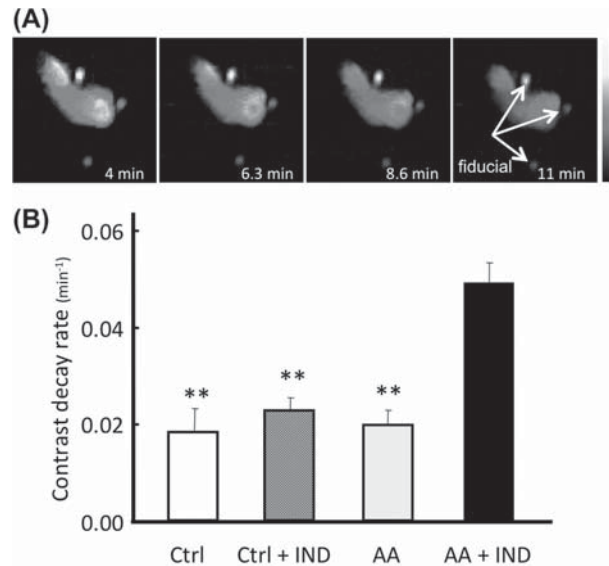 (A)
4 min
6.3 min
8.6 min
fiducial
11 min
(B)
Contrast decay rate (min⁻¹)
0.06
0.04
0.02
0.00
**
**
**
Ctrl
Ctrl + IND
AA
AA + IND